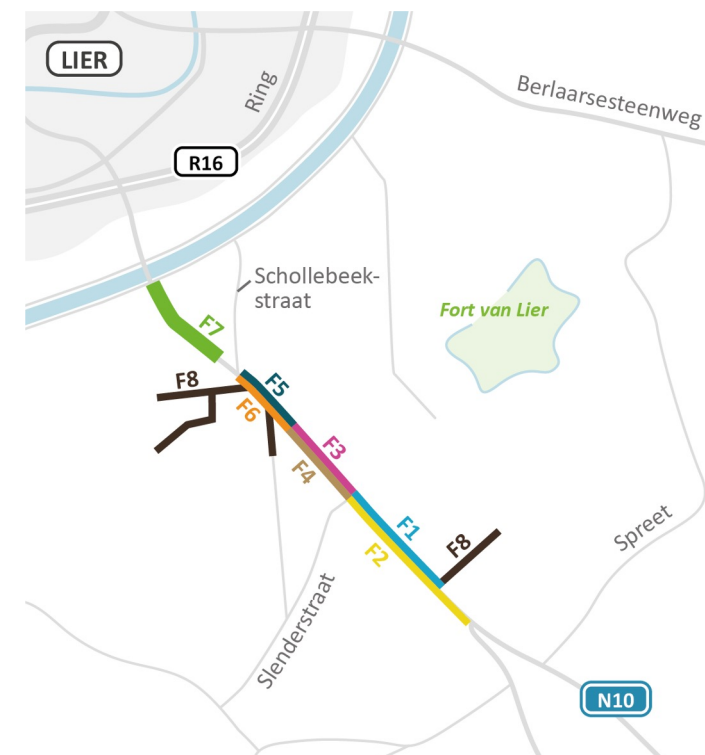 LIER
Ring
Berlaarsesteenweg
R16
Schollebeek-
straat
Fort van Lier
F7
F8
F5
F6
F3
F4
F1
F2
F8
Spreet
Slenderstraat
N10